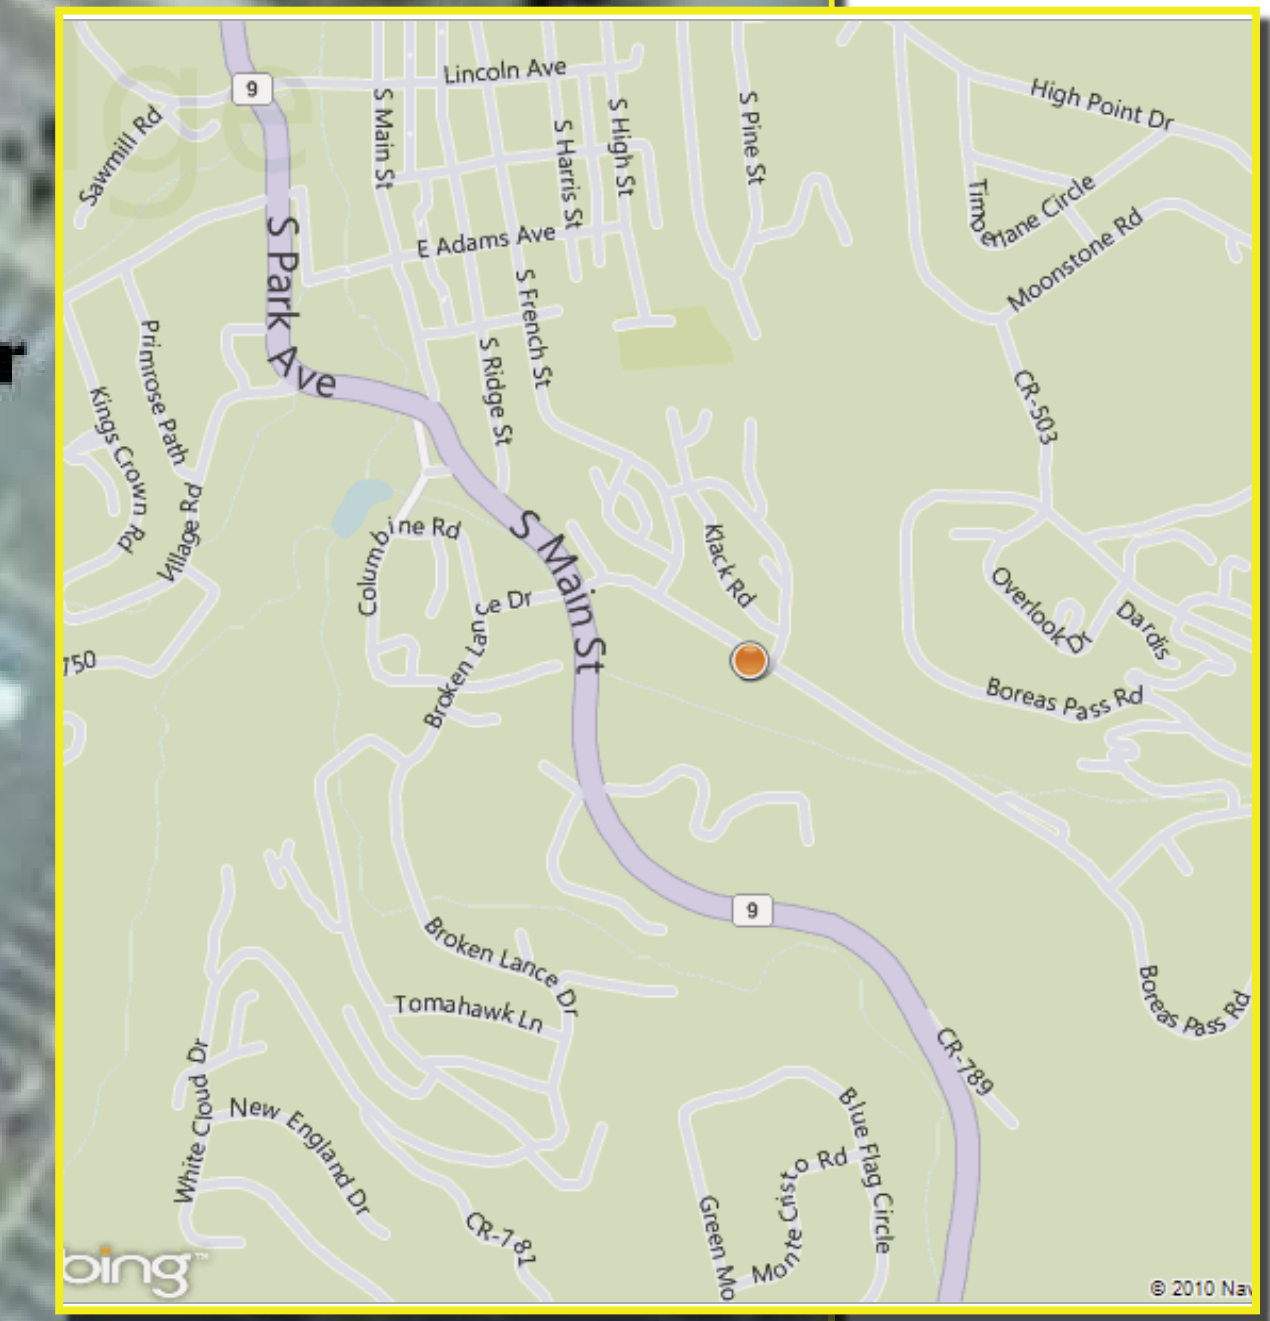 lge
Lincoln Ave
9
High Point Dr
Sawmill Rd
S Main St
S Harris St
S High St
S Pine St
Timberlane Circle
Moonstone Rd
S Park Ave
E Adams Ave
S French St
Primrose Path
S Ridge St
Kings Crown Rd
CR-503
Village Rd
Columbine Rd
S Main St
Klack Rd
Overlook Dr
Dardis
Broken Lance Dr
750
Boreas Pass Rd
9
Broken Lance Dr
Tomahawk Ln
Boreas Pass Rd
CR-789
White Cloud Dr
New England Dr
Blue Flag Circle
Monte Cristo Rd
Green Mo
CR-781
bing™
© 2010 Nav
r